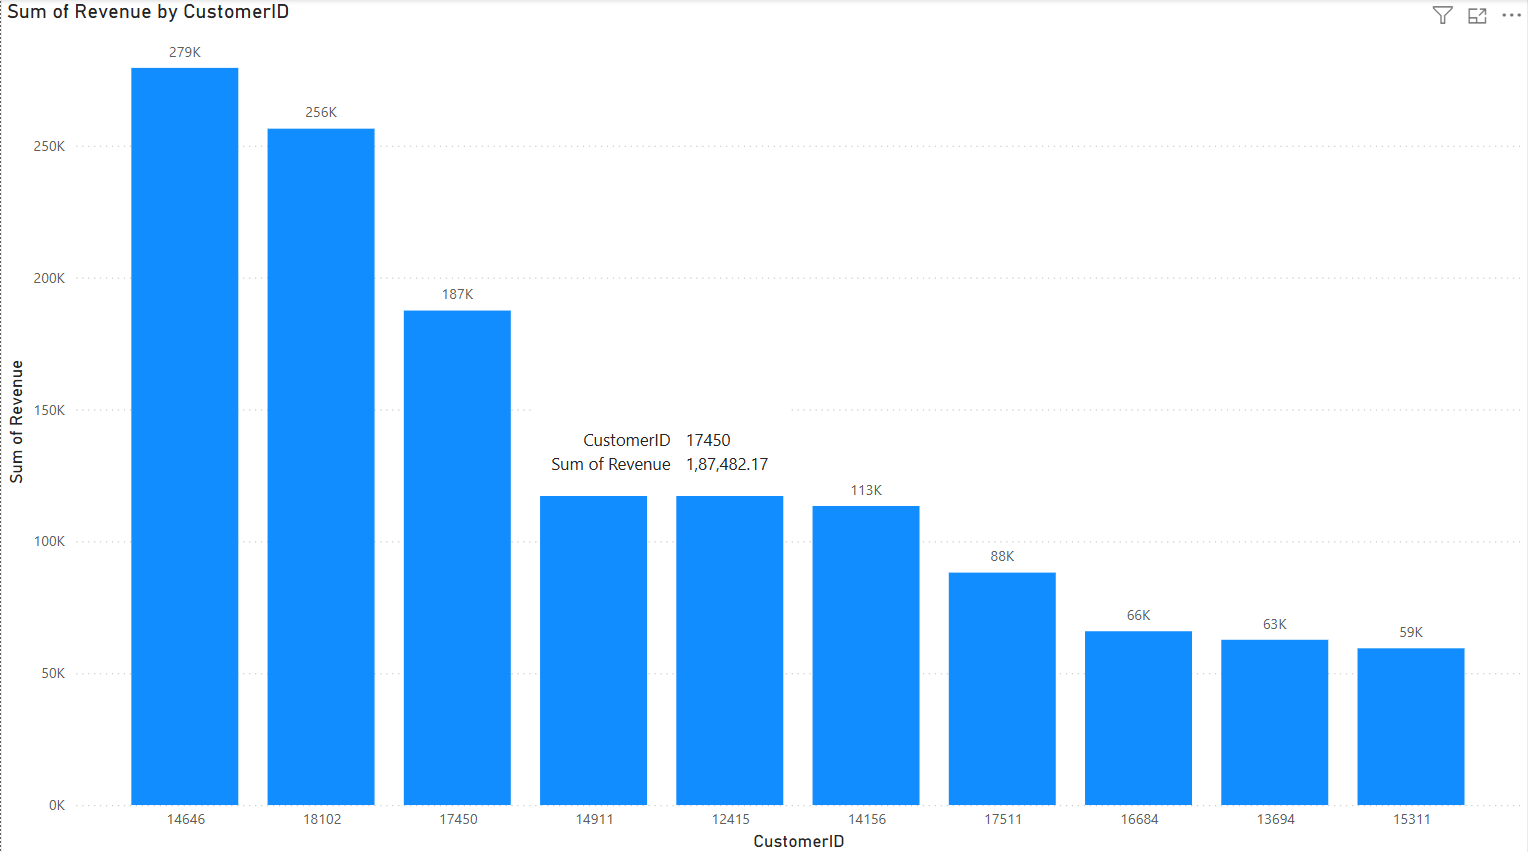 Sum of Revenue by CustomerID
279K
256K
250K
200K
187K
150K
CustomerID 17450
Sum of Revenue 1,87,482.17
113K
100K
88K
66K
63K
59K
50K
0K
Sum of Revenue
14646 18102 17450 14911 12415 14156 17511 16684 13694 15311
CustomerID